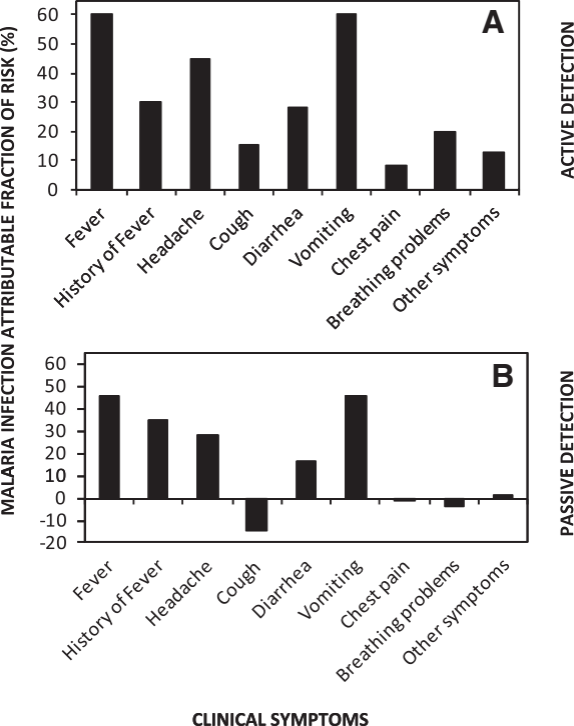 MALARIA INFECTION ATTRIBUTABLE FRACTION OF RISK (%)
A
60
50
40
30
20
10
0
Fever
History of Fever
Headache
Cough
Diarrhea
Vomiting
Chest pain
Breathing problems
Other symptoms
ACTIVE DETECTION
B
60
50
40
30
20
10
0
-10
-20
Fever
History of Fever
Headache
Cough
Diarrhea
Vomiting
Chest pain
Breathing problems
Other symptoms
PASSIVE DETECTION
CLINICAL SYMPTOMS